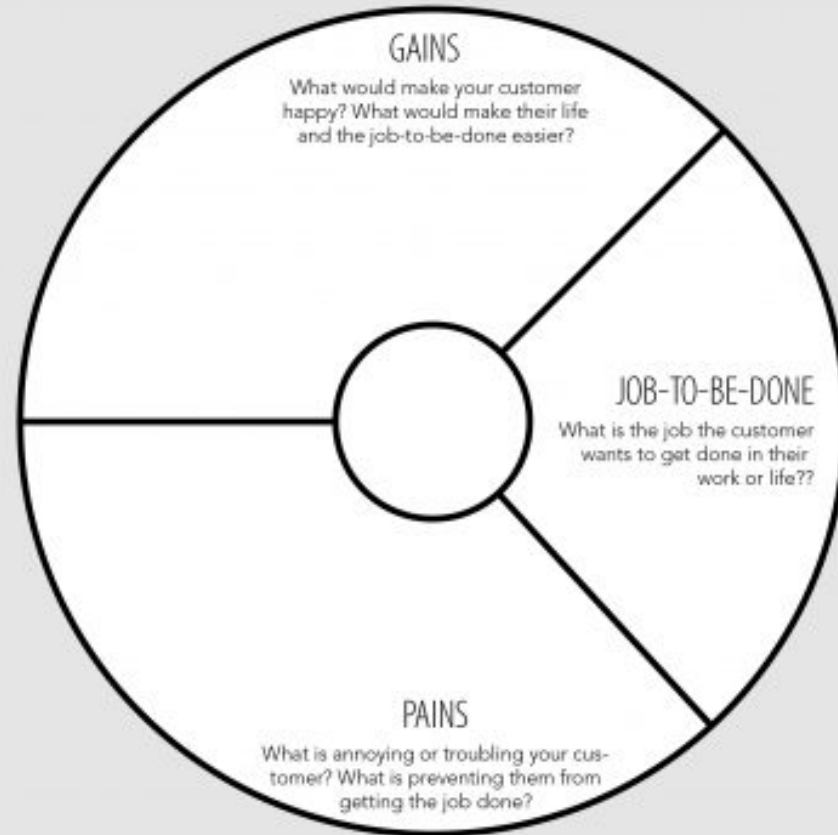 GAINS
What would make your customer
happy? What would make their life
and the job-to-be-done easier?
JOB-TO-BE-DONE
What is the job the customer
wants to get done in their
work or life??
PAINS
What is annoying or troubling your cus-
tomer? What is preventing them from
getting the job done?